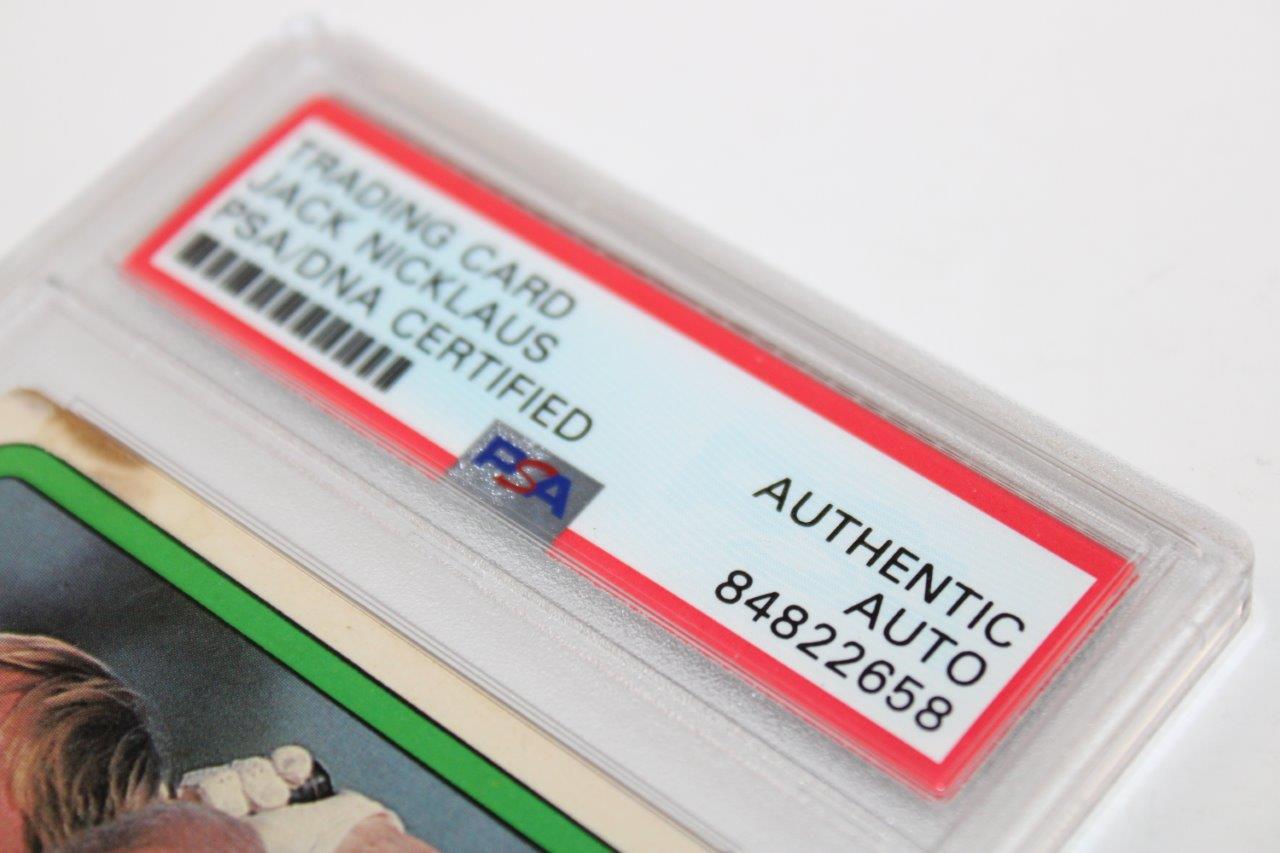 TRADING CARD
JACK NICKLAUS
PSA/DNA CERTIFIED
PSA
AUTHENTIC
AUTO
84822658